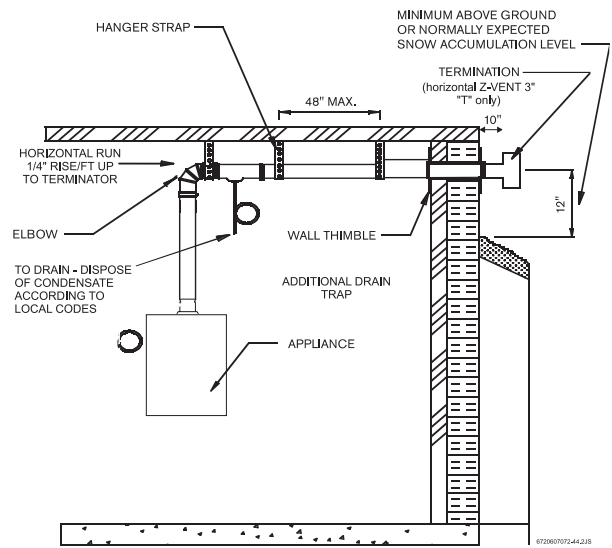 MINIMUM ABOVE GROUND
OR NORMALLY EXPECTED
SNOW ACCUMULATION LEVEL
HANGER STRAP
TERMINATION
(horizontal Z-VENT 3"
"T" only)
48" MAX.
10"
HORIZONTAL RUN
1/4" RISE/FT UP
TO TERMINATOR
12"
ELBOW
WALL THIMBLE
TO DRAIN - DISPOSE
OF CONDENSATE
ACCORDING TO
LOCAL CODES
ADDITIONAL DRAIN
TRAP
APPLIANCE
6720607072-44.2JS